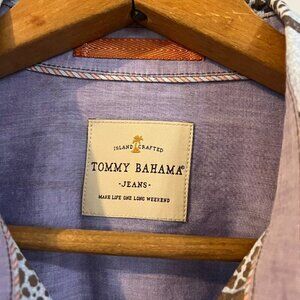 ISLAND CRAFTED
TOMMY BAHAMA®
-JEANS-
MAKE LIFE ONE LONG WEEKEND